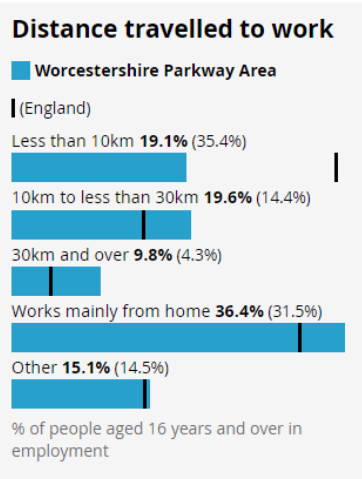 Distance travelled to work
Worcestershire Parkway Area
(England)
Less than 10km 19.1% (35.4%)
10km to less than 30km 19.6% (14.4%)
30km and over 9.8% (4.3%)
Works mainly from home 36.4% (31.5%)
Other 15.1% (14.5%)
% of people aged 16 years and over in
employment